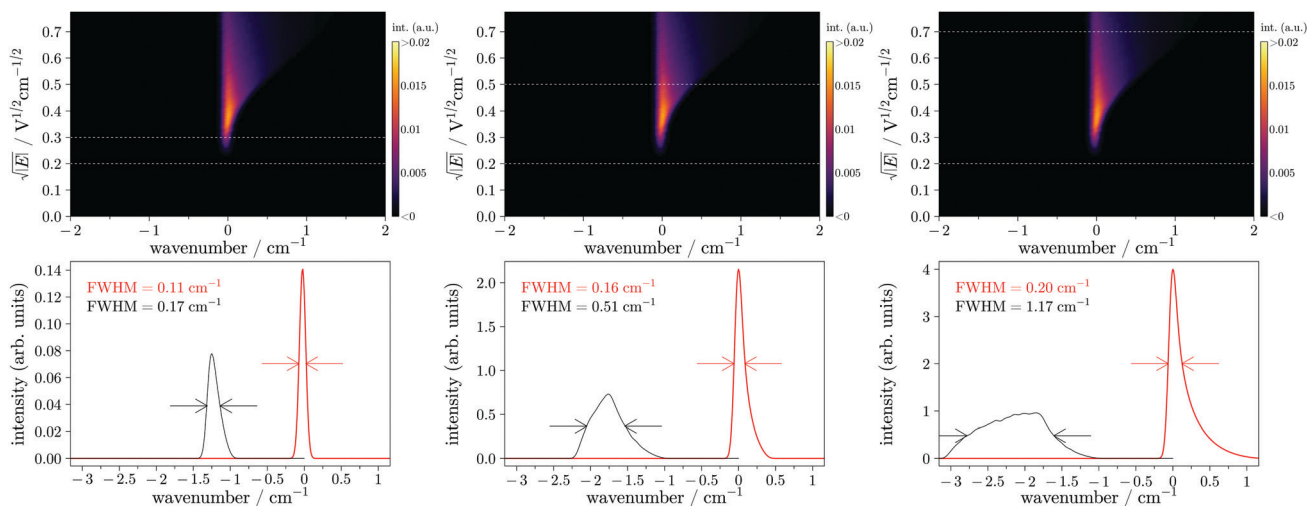 int. (a.u.)
>0.02
0.015
0.01
0.005
<0
√|E| / V1/2cm−1/2
0.7
0.6
0.5
0.4
0.3
0.2
0.1
0.0
−2 −1 0 1 2
wavenumber / cm−1
int. (a.u.)
>0.02
0.015
0.01
0.005
<0
√|E| / V1/2cm−1/2
0.7
0.6
0.5
0.4
0.3
0.2
0.1
0.0
−2 −1 0 1 2
wavenumber / cm−1
int. (a.u.)
>0.02
0.015
0.01
0.005
<0
√|E| / V1/2cm−1/2
0.7
0.6
0.5
0.4
0.3
0.2
0.1
0.0
−2 −1 0 1 2
wavenumber / cm−1
intensity (arb. units)
0.14
0.12
0.10
0.08
0.06
0.04
0.02
0.00
FWHM = 0.11 cm−1
FWHM = 0.17 cm−1
−3 −2.5 −2 −1.5 −1 −0.5 0 0.5 1
wavenumber / cm−1
intensity (arb. units)
2.0
1.5
1.0
0.5
0.0
FWHM = 0.16 cm−1
FWHM = 0.51 cm−1
−3 −2.5 −2 −1.5 −1 −0.5 0 0.5 1
wavenumber / cm−1
intensity (arb. units)
4
3
2
1
0
FWHM = 0.20 cm−1
FWHM = 1.17 cm−1
−3 −2.5 −2 −1.5 −1 −0.5 0 0.5 1
wavenumber / cm−1